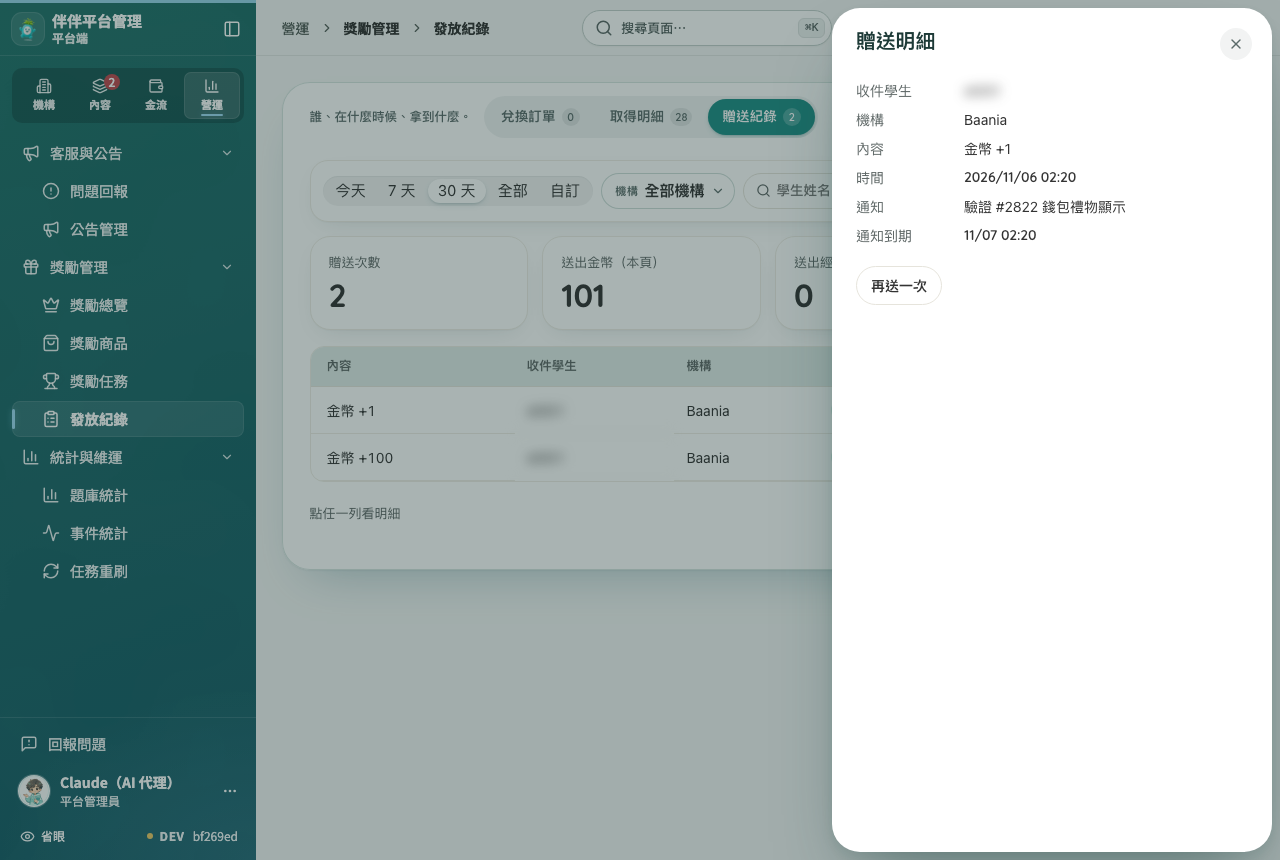 伴伴平台管理
平台端
機構
內容
2
金流
營運
客服與公告
問題回報
公告管理
獎勵管理
獎勵總覽
獎勵商品
獎勵任務
發放紀錄
統計與維運
題庫統計
事件統計
任務重刷
回報問題
Claude（AI 代理）
平台管理員
省眼
DEV bf269ed
營運 > 獎勵管理 > 發放紀錄
搜尋頁面…
⌘K
誰、在什麼時候、拿到什麼。
兌換訂單 0
取得明細 28
贈送紀錄 2
今天 7 天 30 天 全部 自訂
機構 全部機構
學生姓名
贈送次數
2
送出金幣（本頁）
101
送出經
0
內容 收件學生 機構
金幣 +1 Baania
金幣 +100 Baania
點任一列看明細
贈送明細
收件學生
機構 Baania
內容 金幣 +1
時間 2026/11/06 02:20
通知 驗證 #2822 錢包禮物顯示
通知到期 11/07 02:20
再送一次